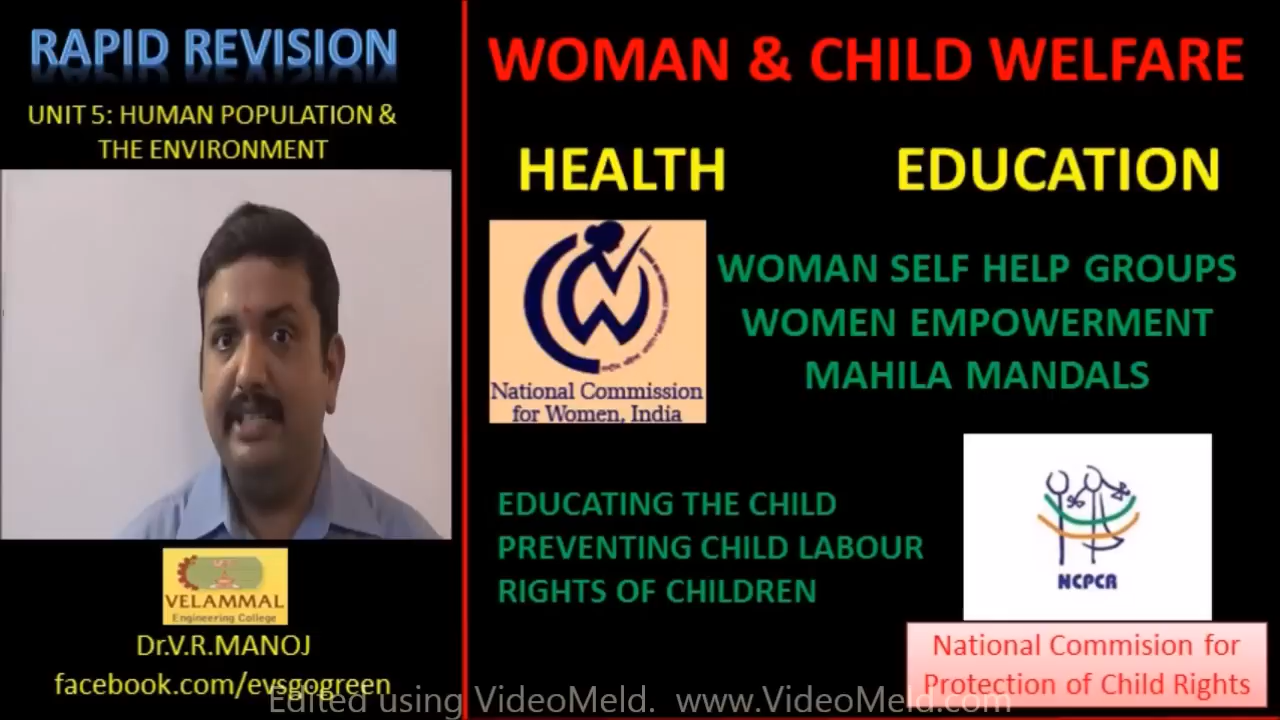 RAPID REVISION
UNIT 5: HUMAN POPULATION &
THE ENVIRONMENT
VELAMMAL
Engineering College
Dr.V.R.MANOJ
facebook.com/evsgogreen
WOMAN & CHILD WELFARE
HEALTH EDUCATION
National Commission
for Women, India
WOMAN SELF HELP GROUPS
WOMEN EMPOWERMENT
MAHILA MANDALS
EDUCATING THE CHILD
PREVENTING CHILD LABOUR
RIGHTS OF CHILDREN
NCPCR
National Commision for
Protection of Child Rights
Edited using VideoMeld. www.VideoMeld.com